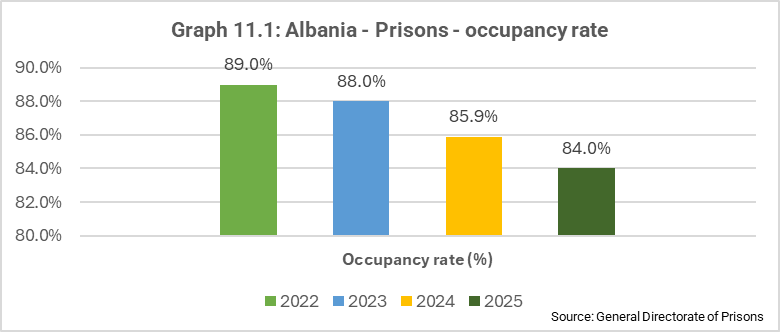 Graph 11.1: Albania - Prisons - occupancy rate
90.0%
88.0%
86.0%
84.0%
82.0%
80.0%
89.0%
88.0%
85.9%
84.0%
Occupancy rate (%)
2022 2023 2024 2025
Source: General Directorate of Prisons